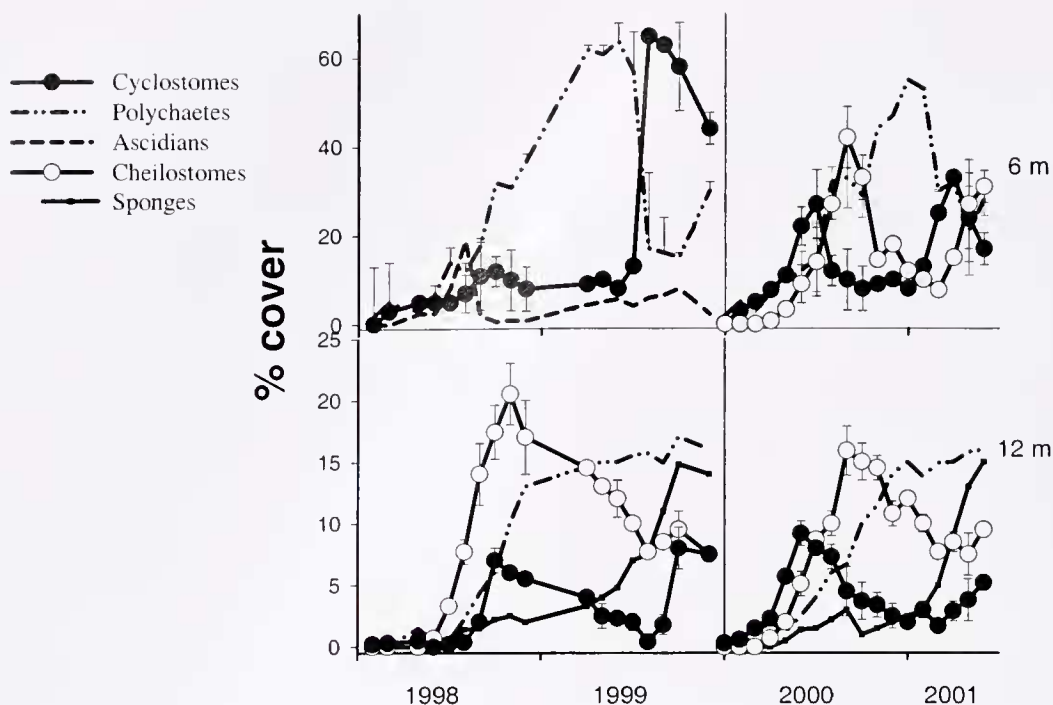 Cyclostomes
Polychaetes
Ascidians
Cheilostomes
Sponges
% cover
60
40
20
0
6 m
25
20
15
10
5
0
12 m
1998
1999
2000
2001